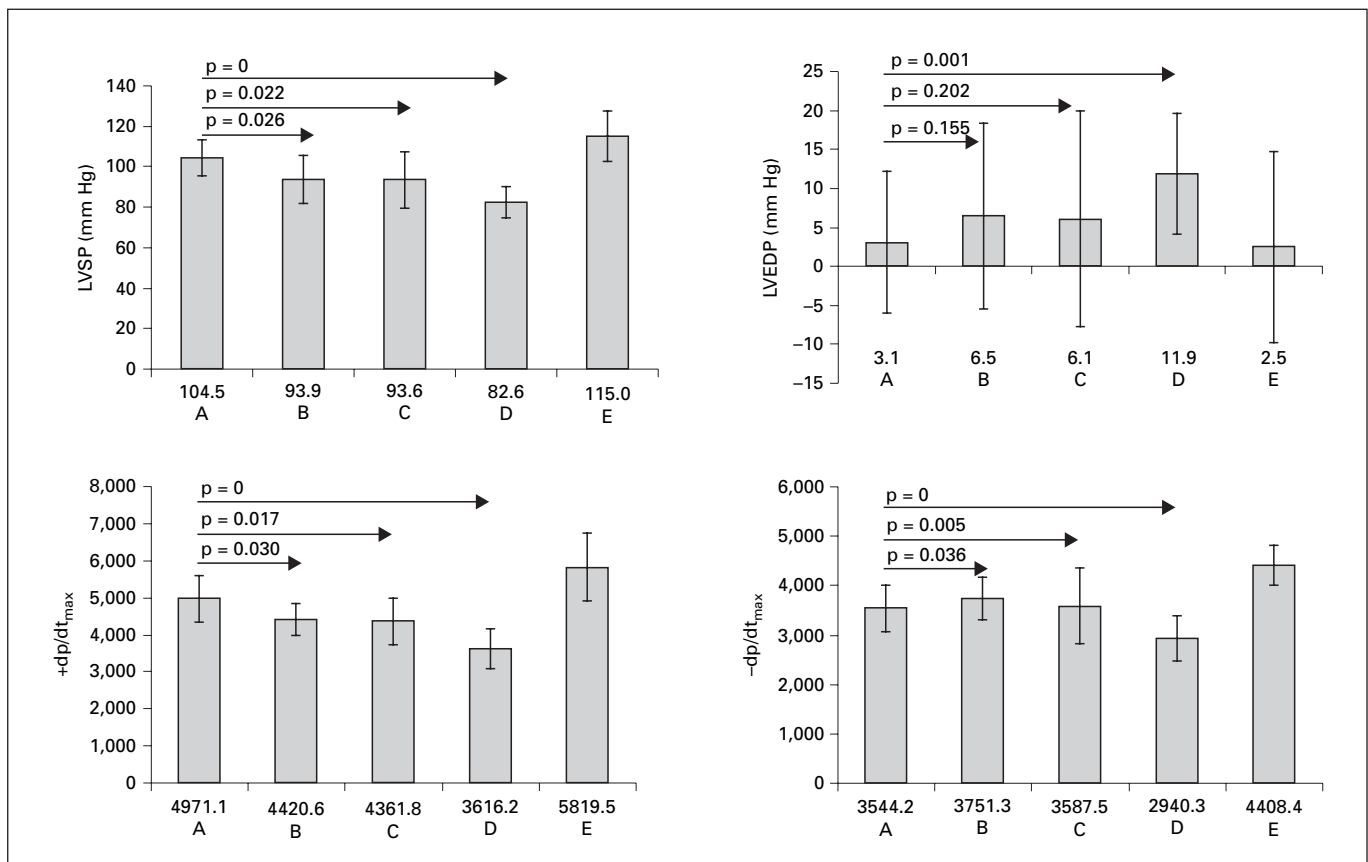 p = 0
p = 0.022
p = 0.026
140
120
100
80
60
40
20
0
LVSP (mm Hg)
104.5 93.9 93.6 82.6 115.0
A B C D E
p = 0.001
p = 0.202
p = 0.155
25
20
15
10
5
0
–5
–10
–15
LVEDP (mm Hg)
3.1 6.5 6.1 11.9 2.5
A B C D E
p = 0
p = 0.017
p = 0.030
8,000
7,000
6,000
5,000
4,000
3,000
2,000
1,000
0
+dp/dtmax
4971.1 4420.6 4361.8 3616.2 5819.5
A B C D E
p = 0
p = 0.005
p = 0.036
6,000
5,000
4,000
3,000
2,000
1,000
0
–dp/dtmax
3544.2 3751.3 3587.5 2940.3 4408.4
A B C D E